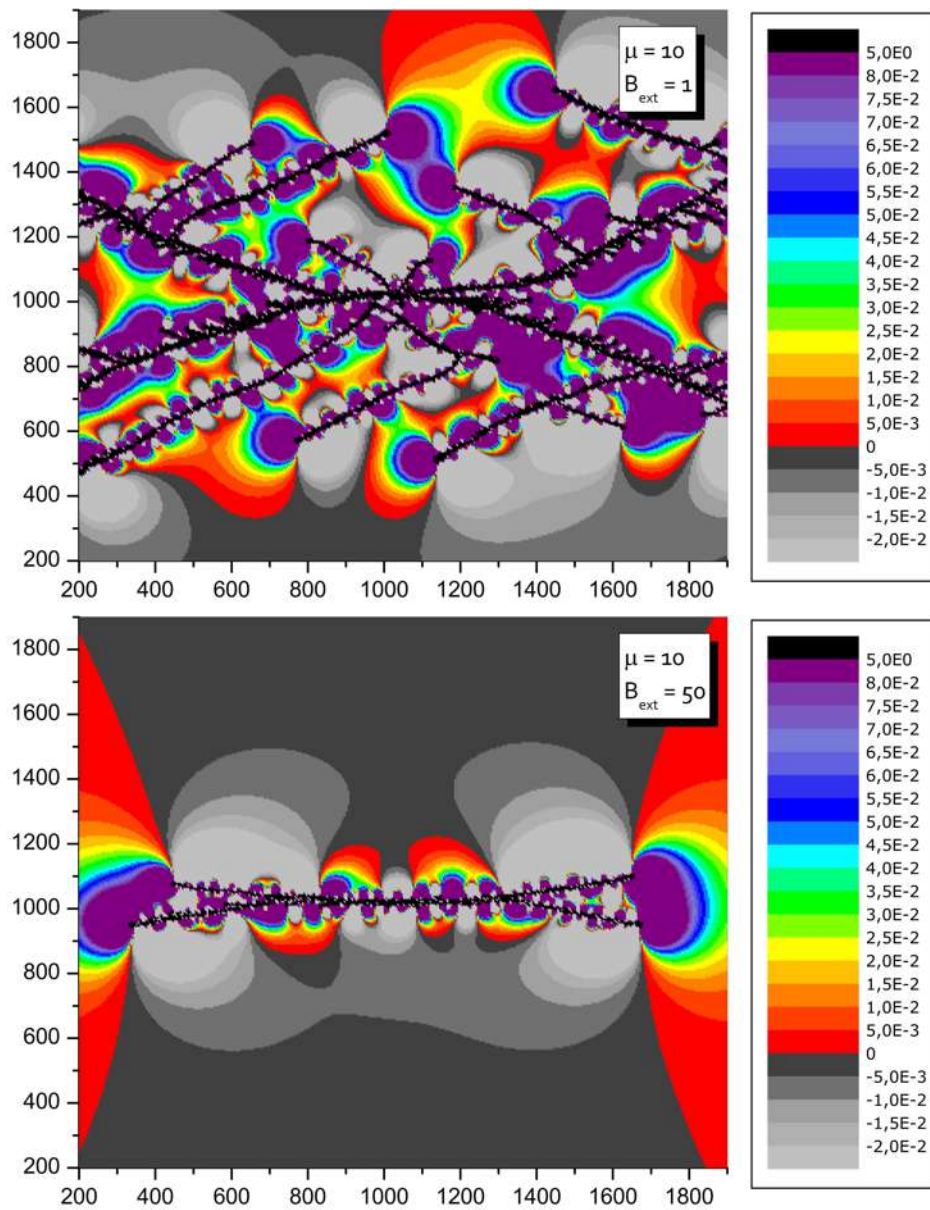 μ = 10
B_ext = 1
1800
1600
1400
1200
1000
800
600
400
200
200 400 600 800 1000 1200 1400 1600 1800
5,0E0
8,0E-2
7,5E-2
7,0E-2
6,5E-2
6,0E-2
5,5E-2
5,0E-2
4,5E-2
4,0E-2
3,5E-2
3,0E-2
2,5E-2
2,0E-2
1,5E-2
1,0E-2
5,0E-3
0
-5,0E-3
-1,0E-2
-1,5E-2
-2,0E-2
μ = 10
B_ext = 50
1800
1600
1400
1200
1000
800
600
400
200
200 400 600 800 1000 1200 1400 1600 1800
5,0E0
8,0E-2
7,5E-2
7,0E-2
6,5E-2
6,0E-2
5,5E-2
5,0E-2
4,5E-2
4,0E-2
3,5E-2
3,0E-2
2,5E-2
2,0E-2
1,5E-2
1,0E-2
5,0E-3
0
-5,0E-3
-1,0E-2
-1,5E-2
-2,0E-2